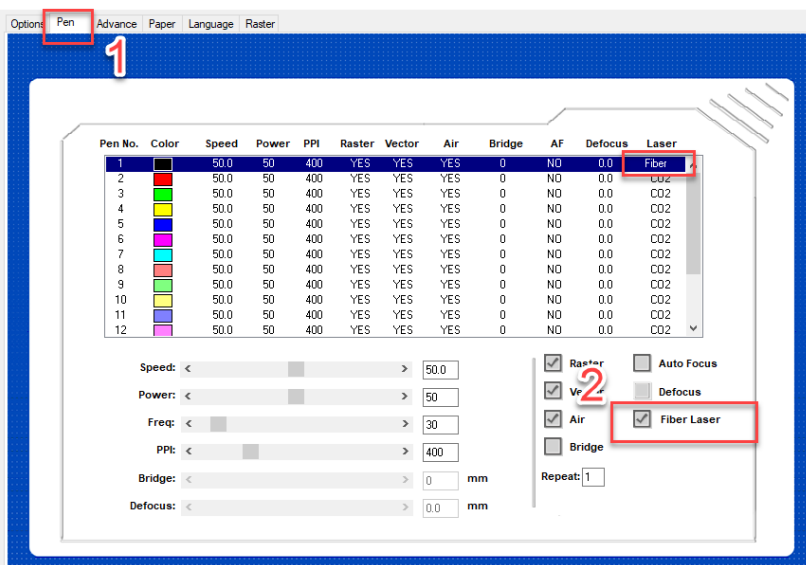 Options Pen Advance Paper Language Raster
1
Pen No. Color Speed Power PPI Raster Vector Air Bridge AF Defocus Laser
1 50.0 50 400 YES YES YES 0 NO 0.0 Fiber
2 50.0 50 400 YES YES YES 0 NO 0.0 CO2
3 50.0 50 400 YES YES YES 0 NO 0.0 CO2
4 50.0 50 400 YES YES YES 0 NO 0.0 CO2
5 50.0 50 400 YES YES YES 0 NO 0.0 CO2
6 50.0 50 400 YES YES YES 0 NO 0.0 CO2
7 50.0 50 400 YES YES YES 0 NO 0.0 CO2
8 50.0 50 400 YES YES YES 0 NO 0.0 CO2
9 50.0 50 400 YES YES YES 0 NO 0.0 CO2
10 50.0 50 400 YES YES YES 0 NO 0.0 CO2
11 50.0 50 400 YES YES YES 0 NO 0.0 CO2
12 50.0 50 400 YES YES YES 0 NO 0.0 CO2
Speed: 50.0 Raster Auto Focus
2
Power: 50 Vector Defocus
Freq: 30 Air Fiber Laser
PPI: 400 Bridge
Bridge: 0 mm Repeat: 1
Defocus: 0.0 mm